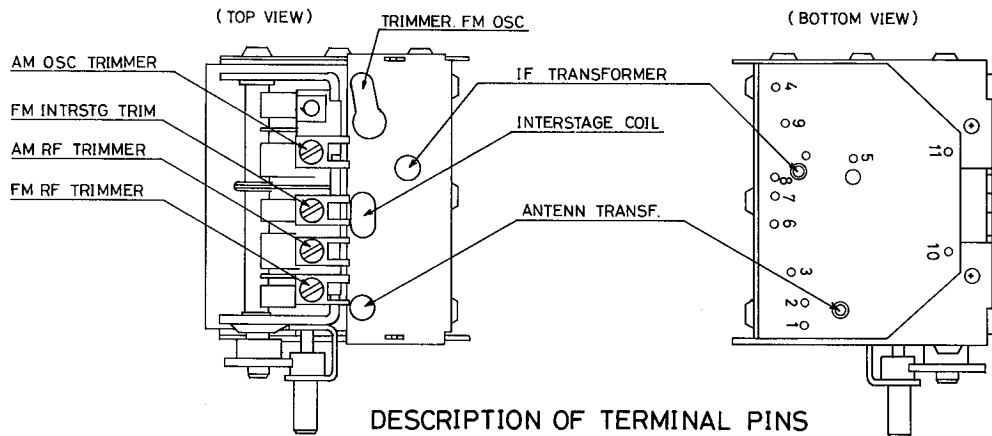 (TOP VIEW)
TRIMMER. FM OSC
(BOTTOM VIEW)
AM OSC TRIMMER
IF TRANSFORMER
FM INTRSTG TRIM
INTERSTAGE COIL
AM RF TRIMMER
FM RF TRIMMER
ANTENN TRANSF.
4
9
5
11
8
7
6
3
10
2
1
DESCRIPTION OF TERMINAL PINS